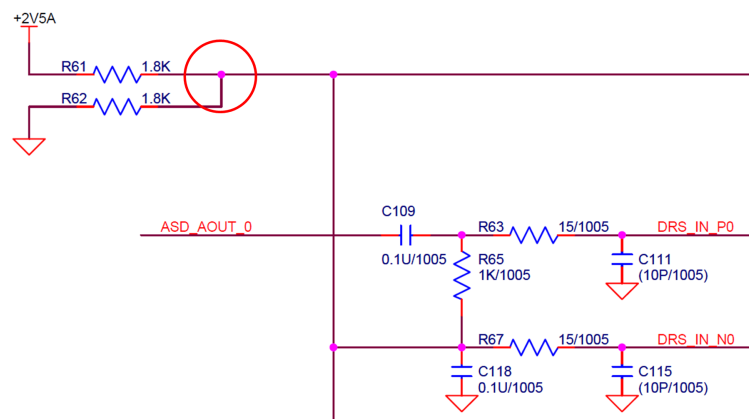 +2V5A
R61 1.8K
R62 1.8K
C109
ASD_AOUT_0
R63 15/1005 DRS_IN_P0
0.1U/1005
R65
1K/1005
C111
(10P/1005)
R67 15/1005 DRS_IN_N0
C118
0.1U/1005
C115
(10P/1005)